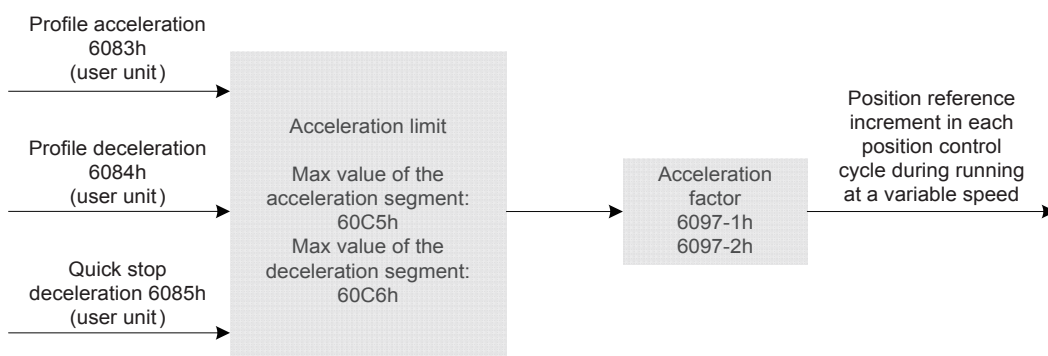 Profile acceleration
6083h
(user unit)
Profile deceleration
6084h
(user unit)
Quick stop
deceleration 6085h
(user unit)
Acceleration limit
Max value of the
acceleration segment:
60C5h
Max value of the
deceleration segment:
60C6h
Acceleration
factor
6097-1h
6097-2h
Position reference
increment in each
position control
cycle during running
at a variable speed